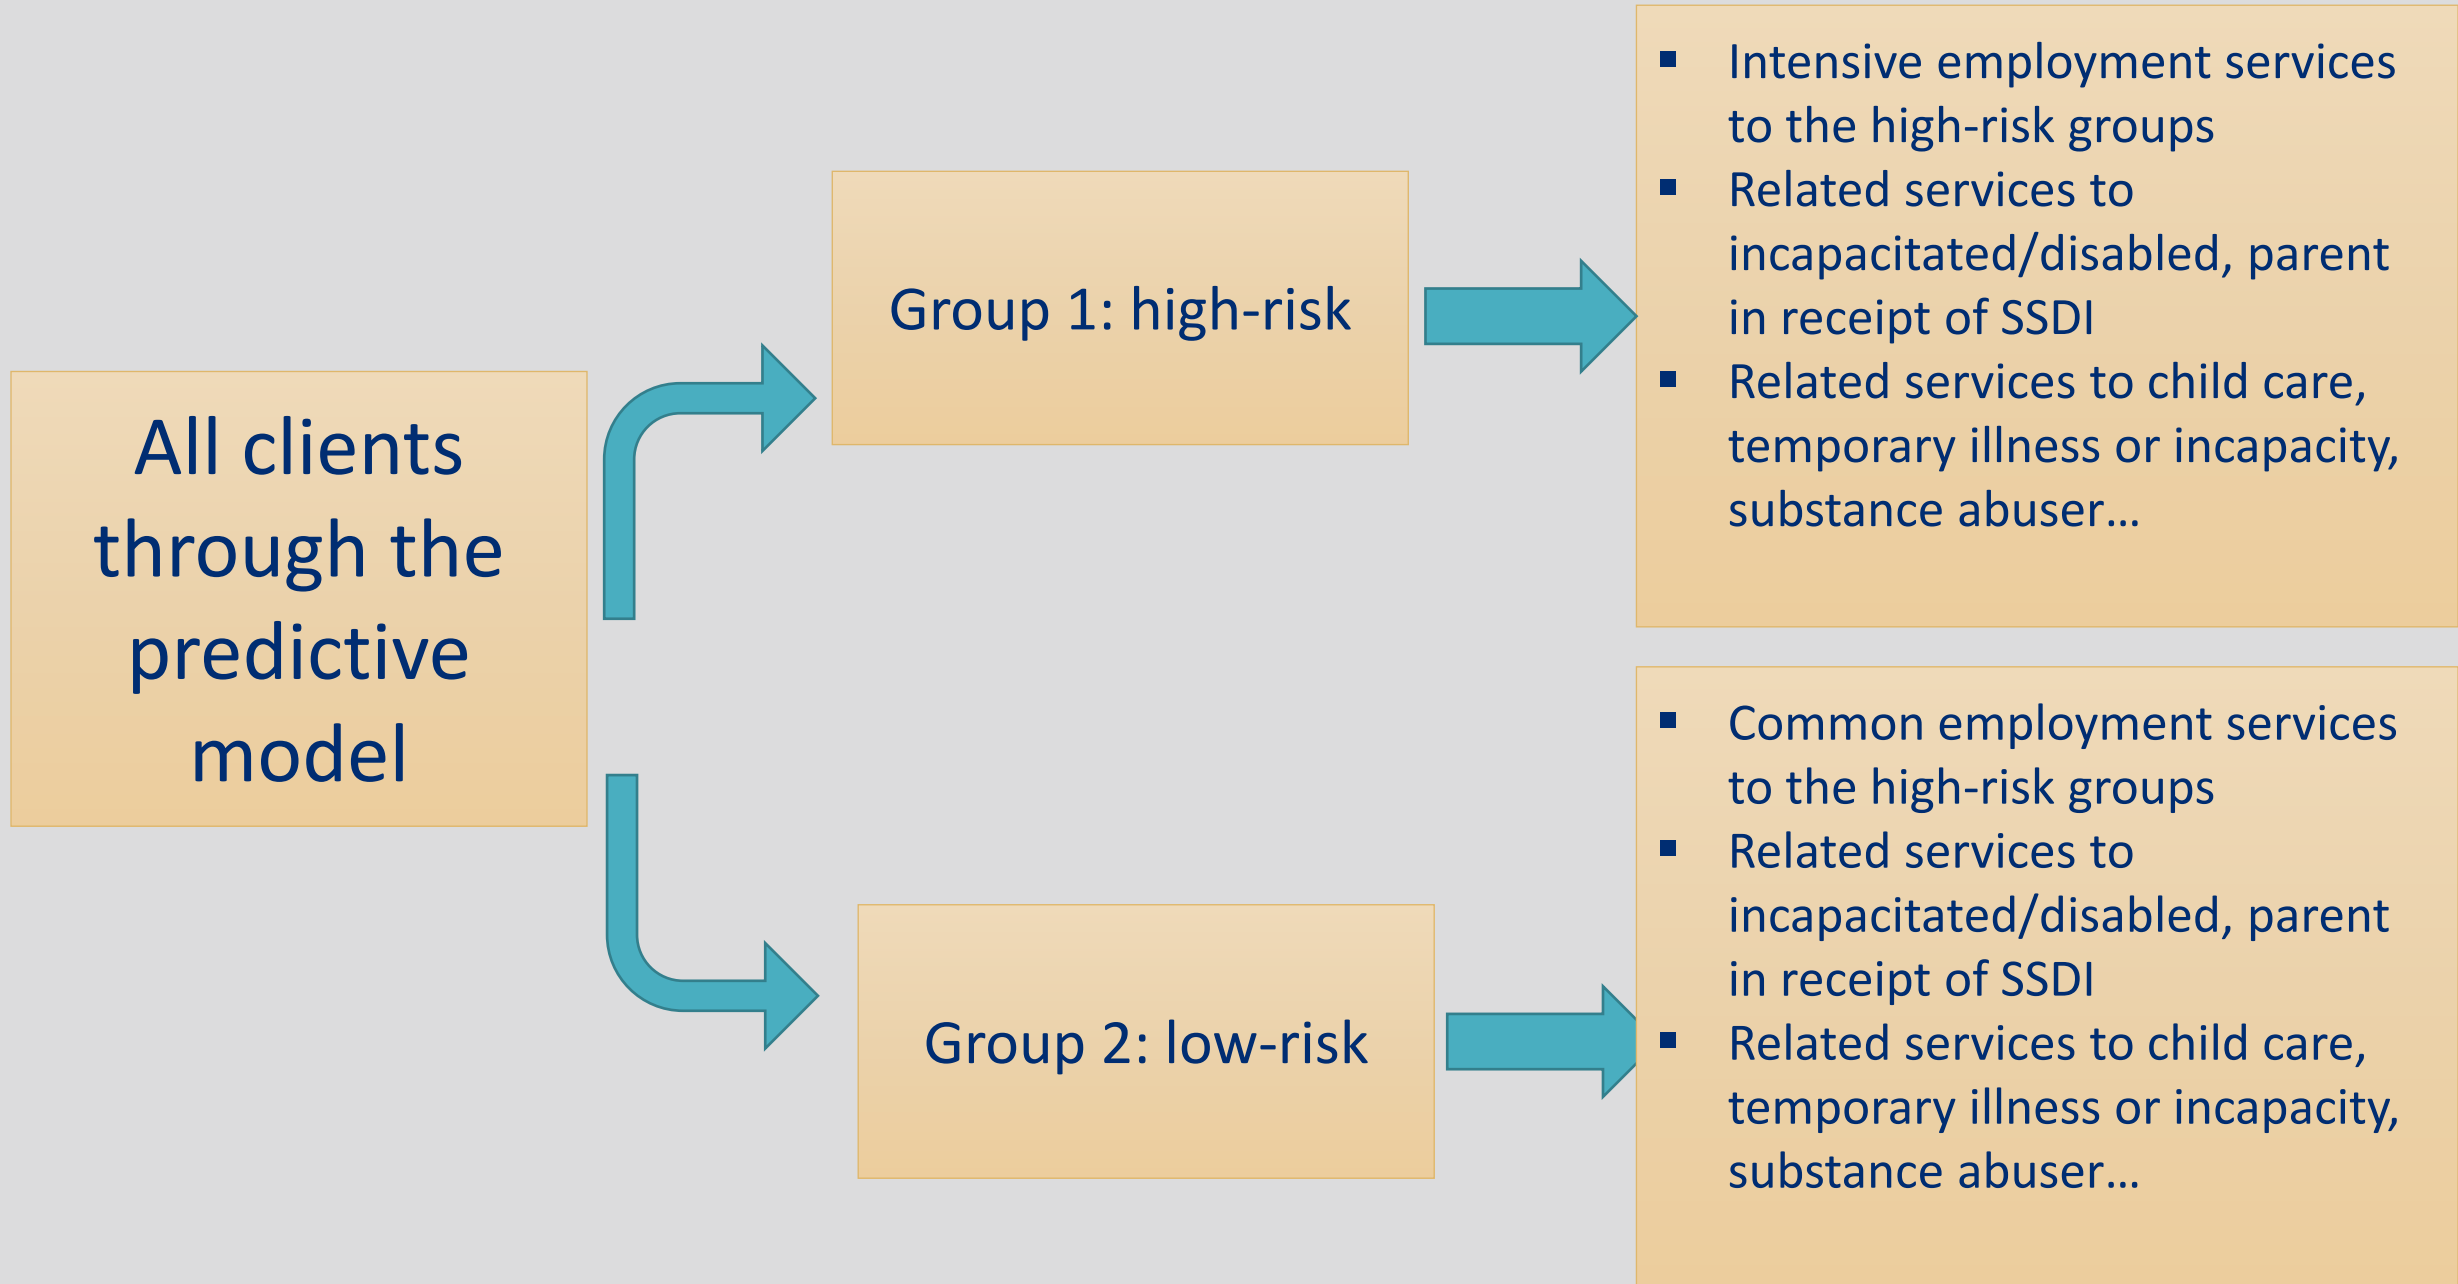 All clients
through the
predictive
model
Group 1: high-risk
▪ Intensive employment services
to the high-risk groups
▪ Related services to
incapacitated/disabled, parent
in receipt of SSDI
▪ Related services to child care,
temporary illness or incapacity,
substance abuser…
Group 2: low-risk
▪ Common employment services
to the high-risk groups
▪ Related services to
incapacitated/disabled, parent
in receipt of SSDI
▪ Related services to child care,
temporary illness or incapacity,
substance abuser…